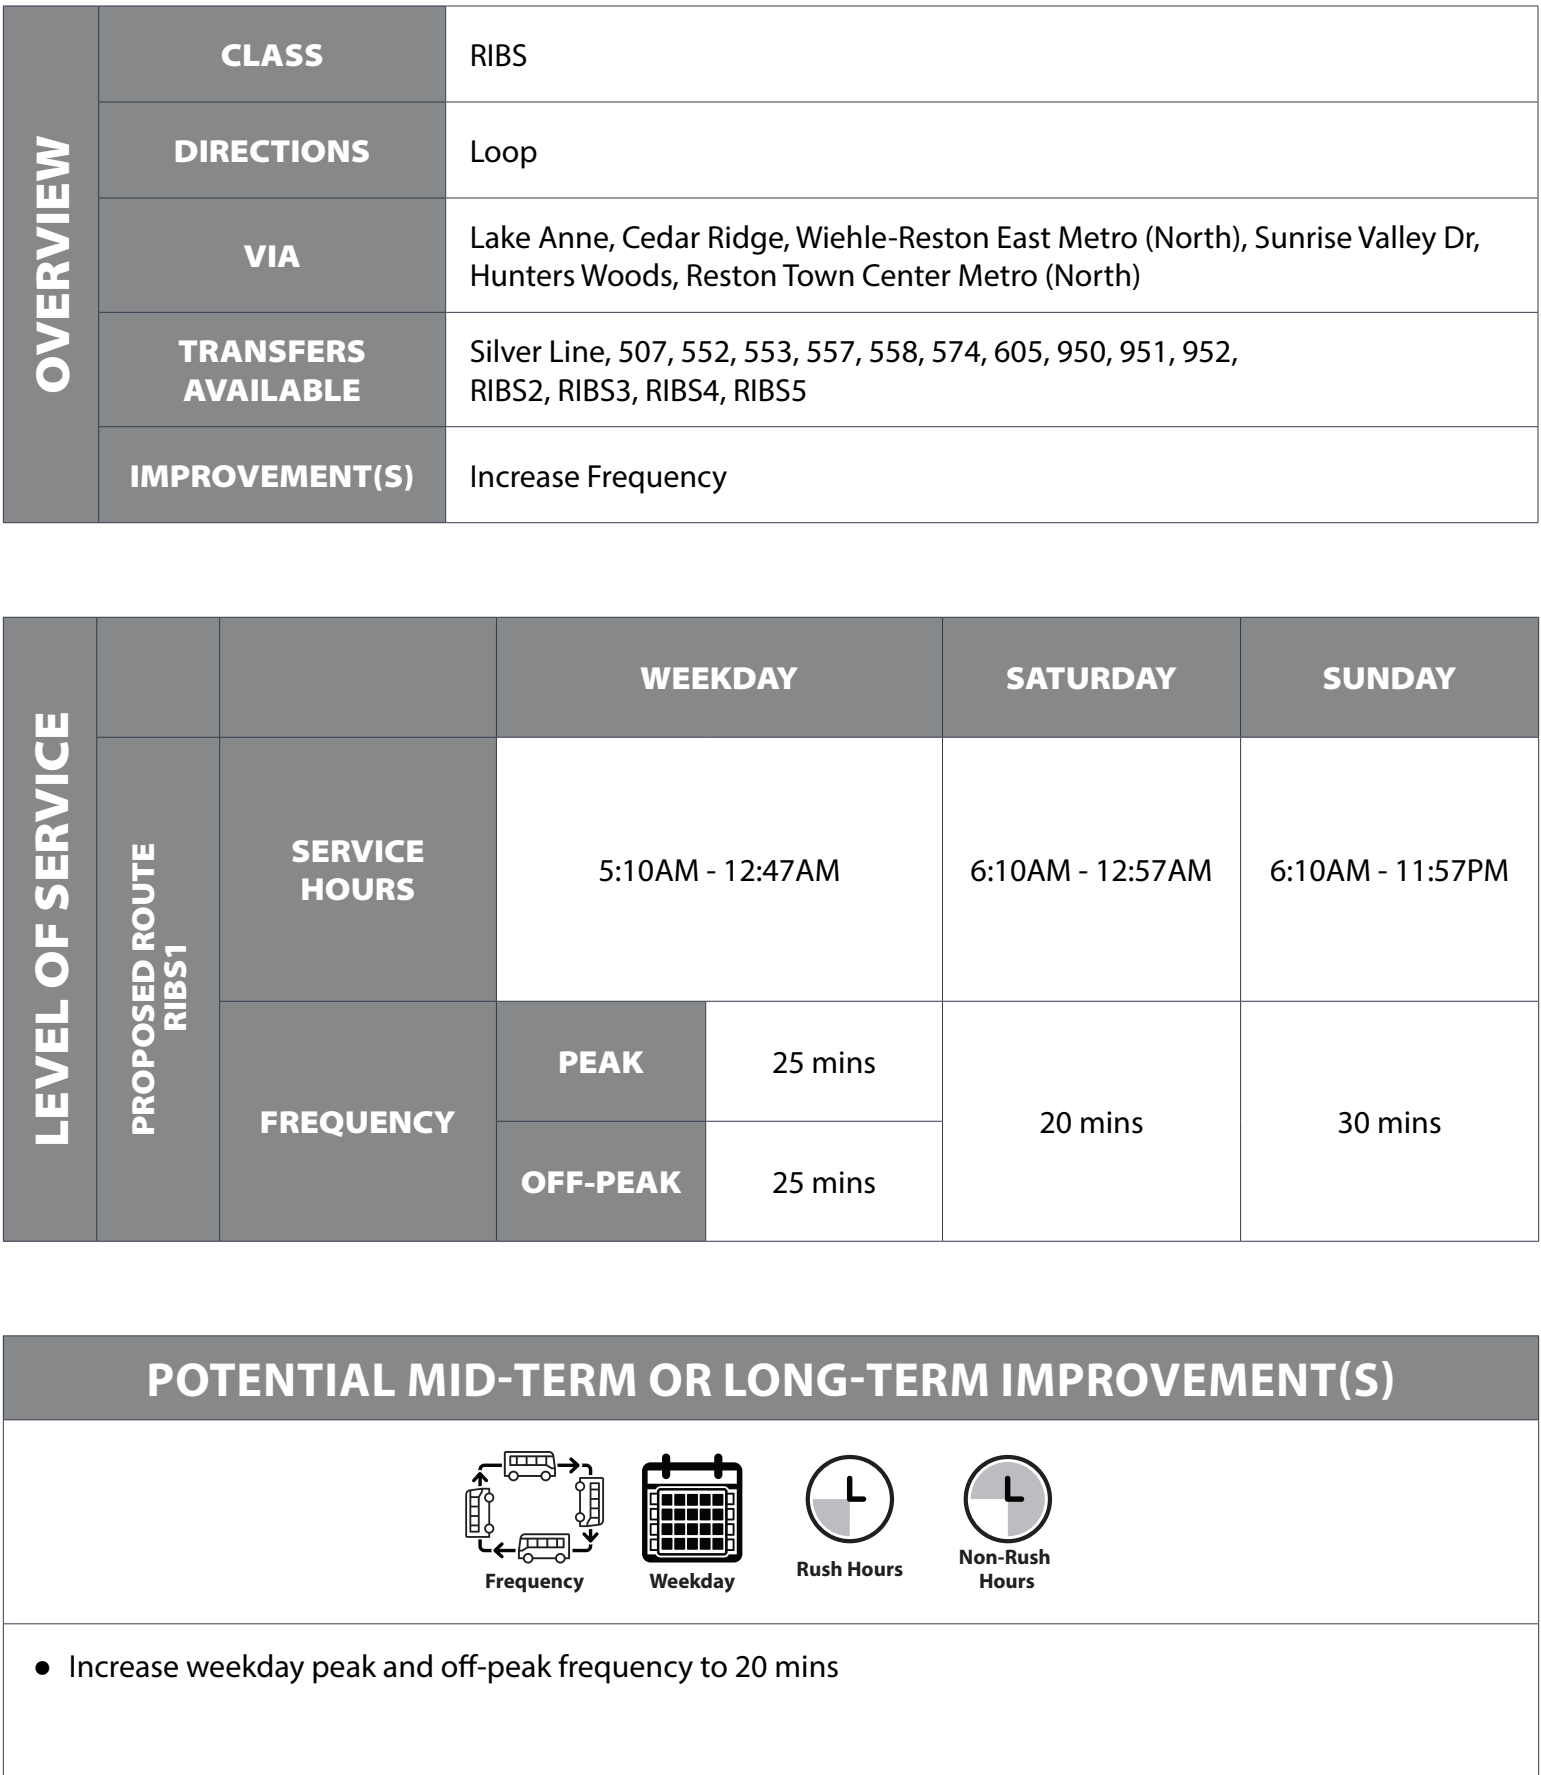 OVERVIEW
CLASS
RIBS
DIRECTIONS
Loop
VIA
Lake Anne, Cedar Ridge, Wiehle-Reston East Metro (North), Sunrise Valley Dr,
Hunters Woods, Reston Town Center Metro (North)
TRANSFERS
AVAILABLE
Silver Line, 507, 552, 553, 557, 558, 574, 605, 950, 951, 952,
RIBS2, RIBS3, RIBS4, RIBS5
IMPROVEMENT(S)
Increase Frequency
LEVEL OF SERVICE
WEEKDAY
SATURDAY
SUNDAY
PROPOSED ROUTE
RIBS1
SERVICE
HOURS
5:10AM - 12:47AM
6:10AM - 12:57AM
6:10AM - 11:57PM
FREQUENCY
PEAK
25 mins
OFF-PEAK
25 mins
20 mins
30 mins
POTENTIAL MID-TERM OR LONG-TERM IMPROVEMENT(S)
Frequency
Weekday
Rush Hours
Non-Rush
Hours
● Increase weekday peak and off-peak frequency to 20 mins